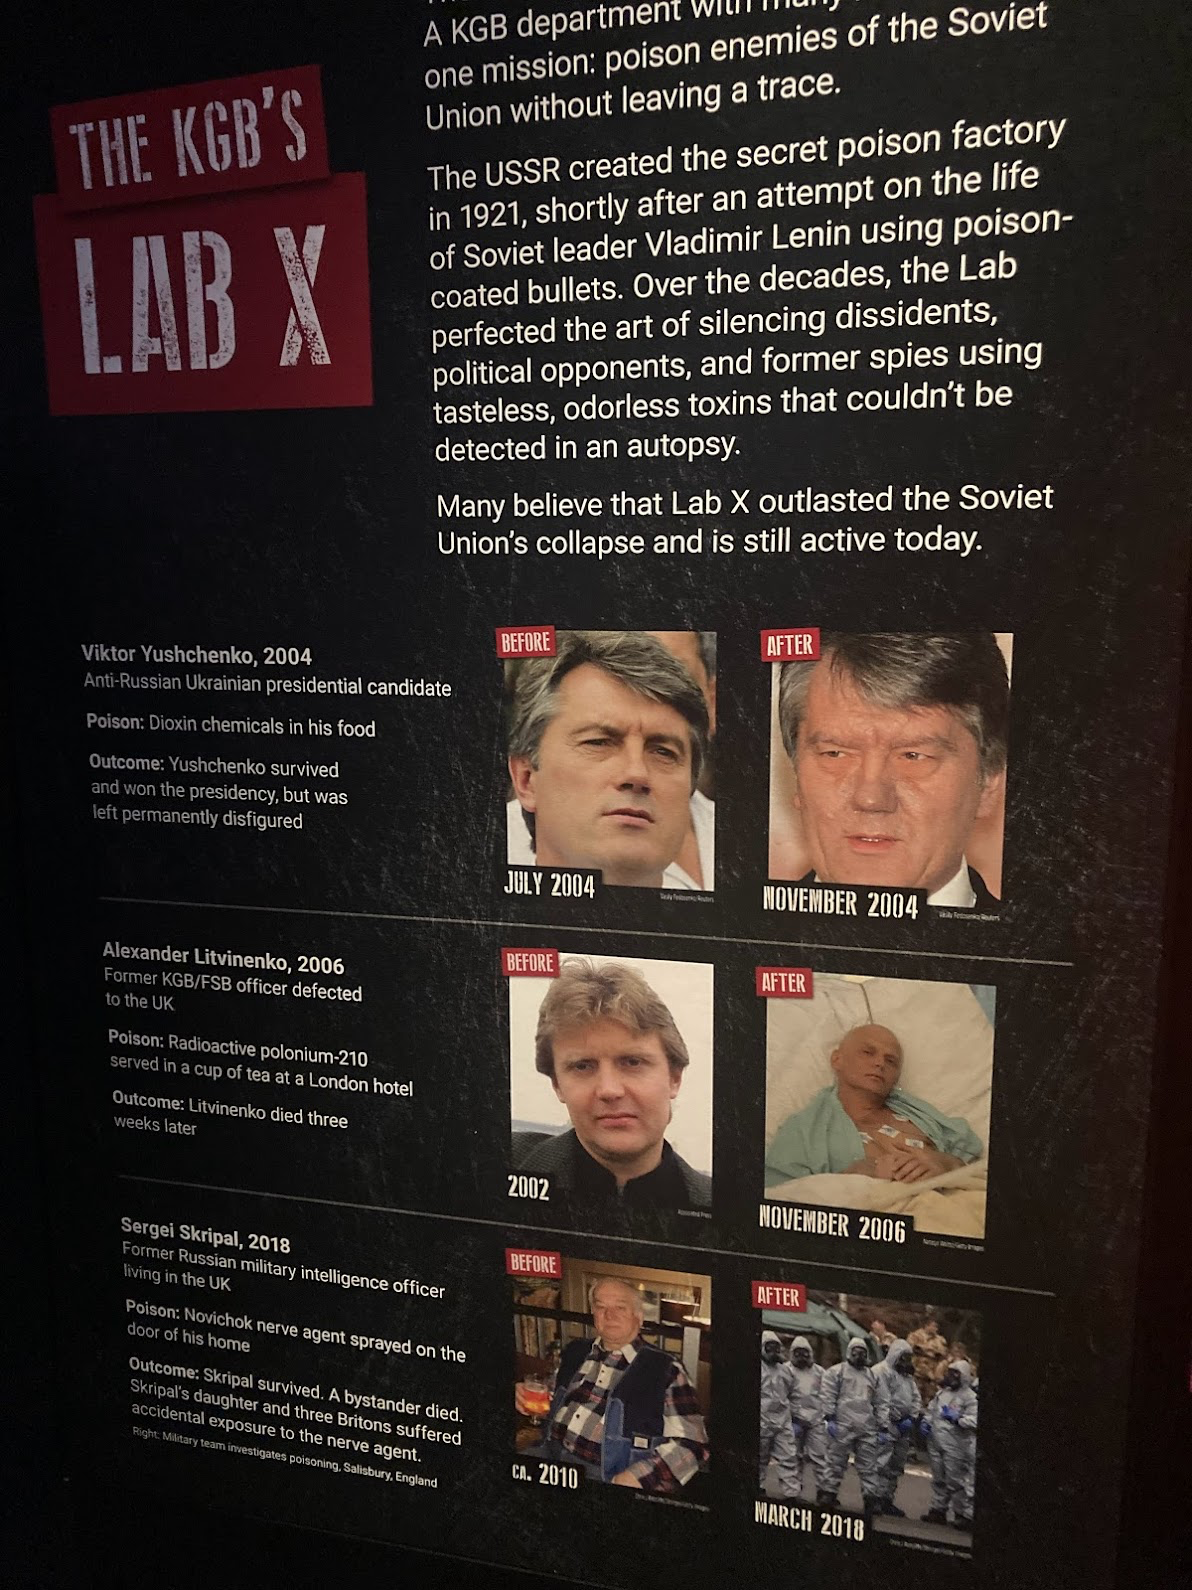 A KGB department with many
one mission: poison enemies of the Soviet
Union without leaving a trace.
THE KGB'S
LAB X
The USSR created the secret poison factory
in 1921, shortly after an attempt on the life
of Soviet leader Vladimir Lenin using poison-
coated bullets. Over the decades, the Lab
perfected the art of silencing dissidents,
political opponents, and former spies using
tasteless, odorless toxins that couldn't be
detected in an autopsy.
Many believe that Lab X outlasted the Soviet
Union's collapse and is still active today.
Viktor Yushchenko, 2004
Anti-Russian Ukrainian presidential candidate
Poison: Dioxin chemicals in his food
Outcome: Yushchenko survived
and won the presidency, but was
left permanently disfigured
BEFORE
JULY 2004
AFTER
NOVEMBER 2004
Alexander Litvinenko, 2006
Former KGB/FSB officer defected
to the UK
Poison: Radioactive polonium-210
served in a cup of tea at a London hotel
Outcome: Litvinenko died three
weeks later
BEFORE
2002
AFTER
NOVEMBER 2006
Sergei Skripal, 2018
Former Russian military intelligence officer
living in the UK
Poison: Novichok nerve agent sprayed on the
door of his home
Outcome: Skripal survived. A bystander died.
Skripal's daughter and three Britons suffered
accidental exposure to the nerve agent.
Right: Military team investigates poisoning, Salisbury, England
BEFORE
CA. 2010
AFTER
MARCH 2018